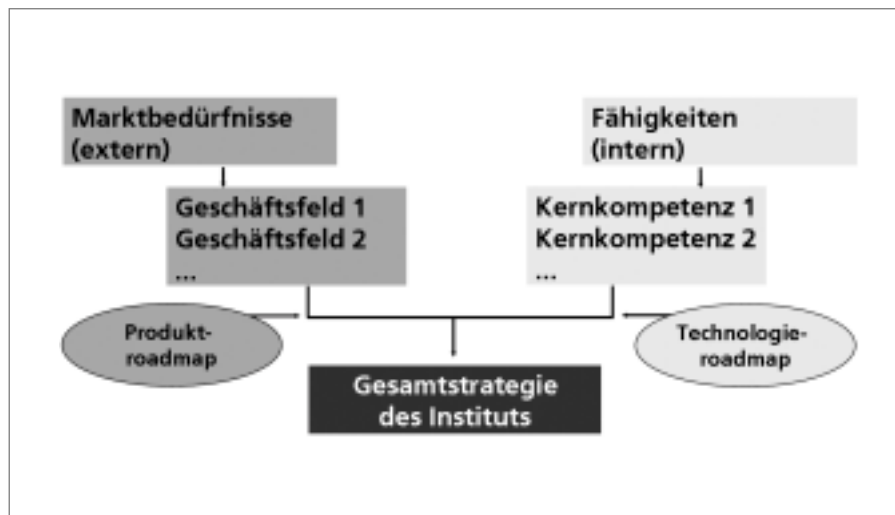 Marktbedürfnisse
(extern)
Fähigkeiten
(intern)
Geschäftsfeld 1
Geschäftsfeld 2
...
Kernkompetenz 1
Kernkompetenz 2
...
Produkt-
roadmap
Technologie-
roadmap
Gesamtstrategie
des Instituts